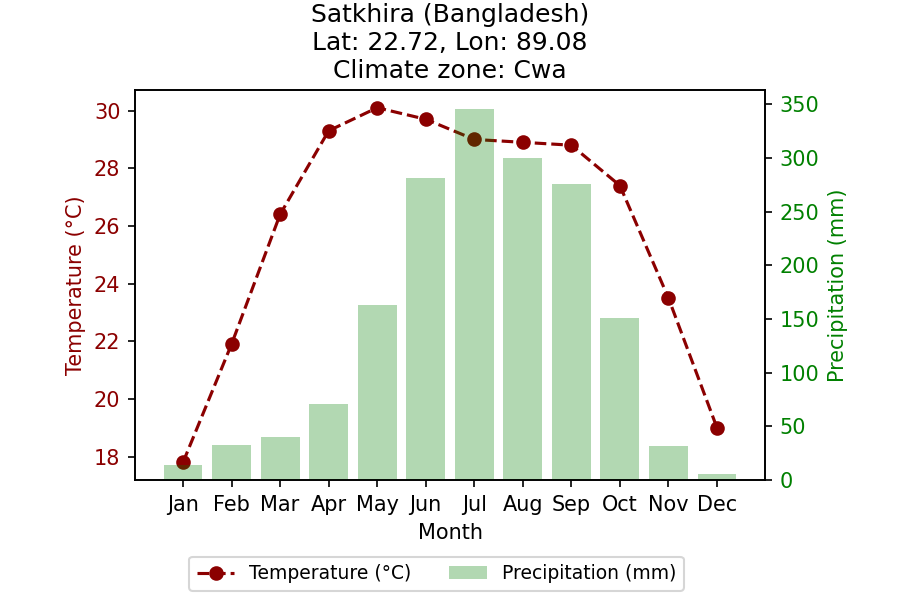 Satkhira (Bangladesh)
Lat: 22.72, Lon: 89.08
Climate zone: Cwa
Temperature (°C)
30
28
26
24
22
20
18
350
300
250
200
150
100
50
0
Precipitation (mm)
Jan Feb Mar Apr May Jun Jul Aug Sep Oct Nov Dec
Month
Temperature (°C) Precipitation (mm)